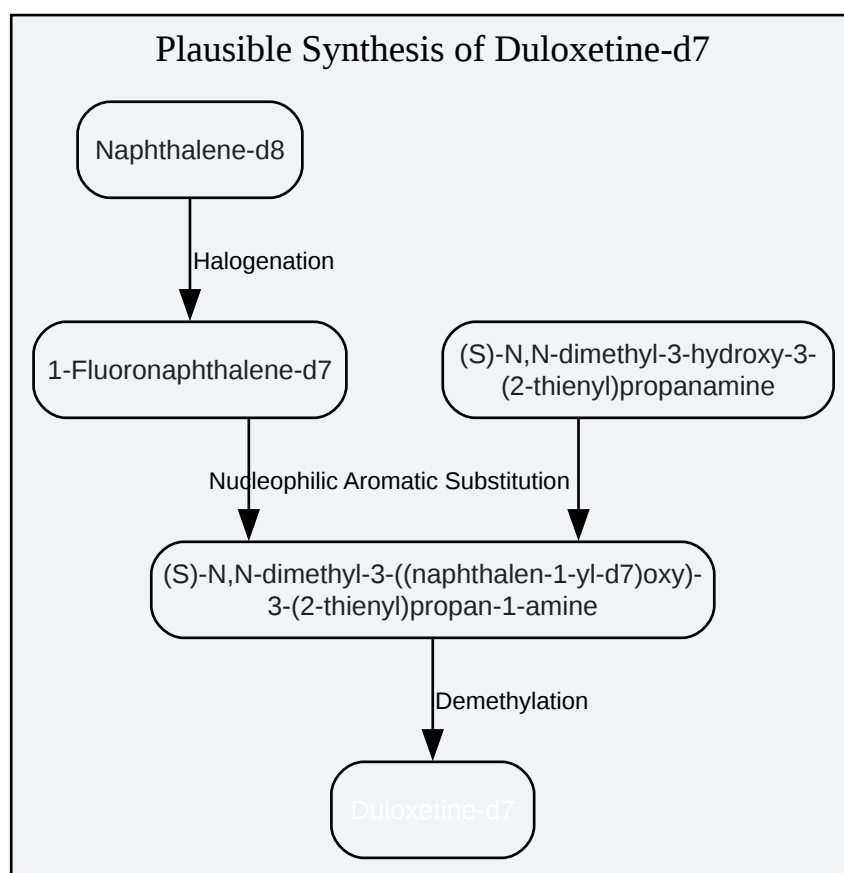 Plausible Synthesis of Duloxetine-d7
Naphthalene-d8
Halogenation
1-Fluoronaphthalene-d7
(S)-N,N-dimethyl-3-hydroxy-3-
(2-thienyl)propanamine
Nucleophilic Aromatic Substitution
(S)-N,N-dimethyl-3-((naphthalen-1-yl-d7)oxy)-
3-(2-thienyl)propan-1-amine
Demethylation
Duloxetine-d7